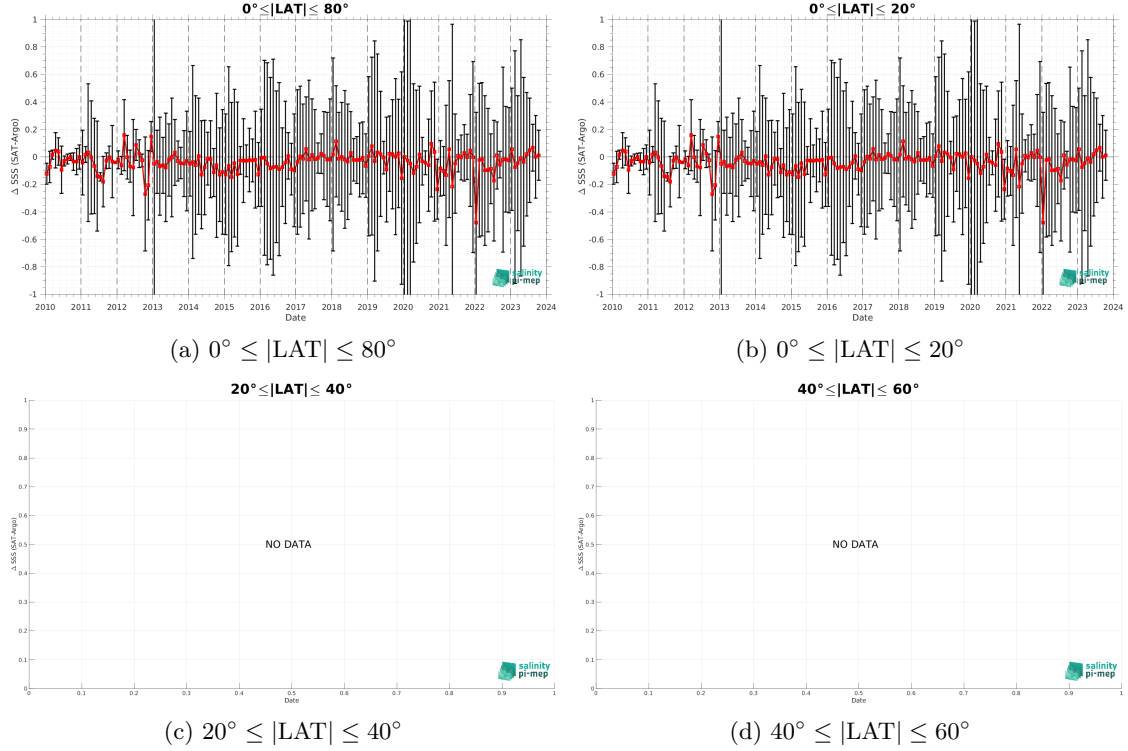 0°≤|LAT|≤ 80°
1
0.8
0.6
0.4
0.2
0
-0.2
-0.4
-0.6
-0.8
-1
Δ SSS (SAT-Argo)
2010 2011 2012 2013 2014 2015 2016 2017 2018 2019 2020 2021 2022 2023 2024
Date
salinity
pi-mep
(a) 0° ≤ |LAT| ≤ 80°
0°≤|LAT|≤ 20°
1
0.8
0.6
0.4
0.2
0
-0.2
-0.4
-0.6
-0.8
-1
Δ SSS (SAT-Argo)
2010 2011 2012 2013 2014 2015 2016 2017 2018 2019 2020 2021 2022 2023 2024
Date
salinity
pi-mep
(b) 0° ≤ |LAT| ≤ 20°
20°≤|LAT|≤ 40°
1
0.9
0.8
0.7
0.6
0.5
0.4
0.3
0.2
0.1
0
Δ SSS (SAT-Argo)
NO DATA
0 0.1 0.2 0.3 0.4 0.5 0.6 0.7 0.8 0.9 1
Date
salinity
pi-mep
(c) 20° ≤ |LAT| ≤ 40°
40°≤|LAT|≤ 60°
1
0.9
0.8
0.7
0.6
0.5
0.4
0.3
0.2
0.1
0
Δ SSS (SAT-Argo)
NO DATA
0 0.1 0.2 0.3 0.4 0.5 0.6 0.7 0.8 0.9 1
Date
salinity
pi-mep
(d) 40° ≤ |LAT| ≤ 60°